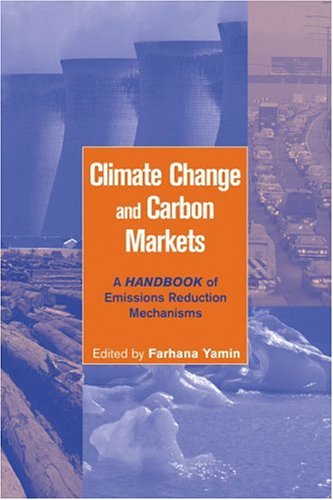 Climate Change
and Carbon
Markets
A HANDBOOK of
Emissions Reduction
Mechanisms
Edited by Farhana Yamin